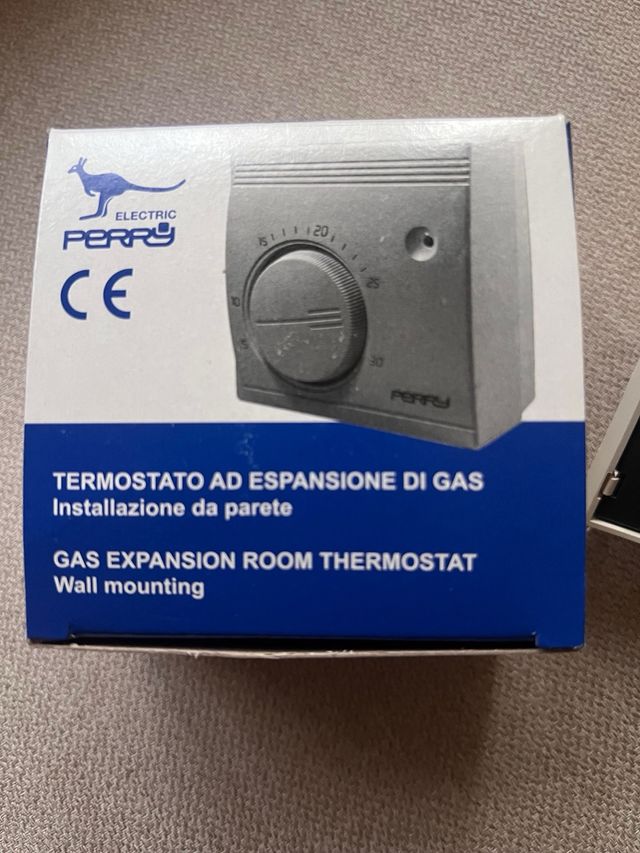 ELECTRIC
PERRY
CE
15 20 25
10
5 30
PERRY
TERMOSTATO AD ESPANSIONE DI GAS
Installazione da parete
GAS EXPANSION ROOM THERMOSTAT
Wall mounting